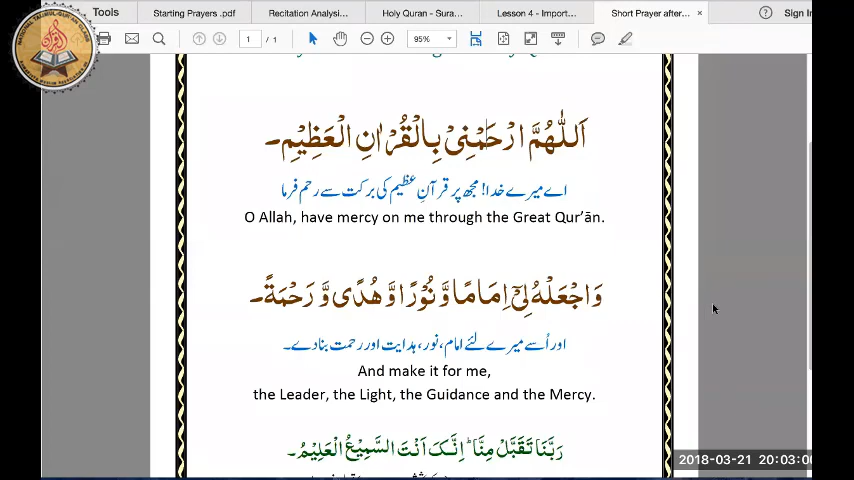 Tools
Starting Prayers .pdf
Recitation Analysi...
Holy Quran - Sura...
Lesson 4 - Import...
Short Prayer after... ×
Sign In
1 / 1
95%
اَللّٰهُمَّ ارْحَمْنِیْ بِالْقُرْاٰنِ الْعَظِیْمِ۔
اے میرے خدا! مجھ پر قرآنِ عظیم کی برکت سے رحم فرما
O Allah, have mercy on me through the Great Qur’ān.
وَاجْعَلْهُ لِیْٓ اِمَامًا وَّ نُوْرًا وَّ هُدًی وَّ رَحْمَةً۔
اور اُسے میرے لئے امام، نور، ہدایت اور رحمت بنا دے۔
And make it for me,
the Leader, the Light, the Guidance and the Mercy.
رَبَّنَا تَقَبَّلْ مِنَّا ؕ اِنَّکَ اَنْتَ السَّمِیْعُ الْعَلِیْمُ۔
2018-03-21 20:03:00